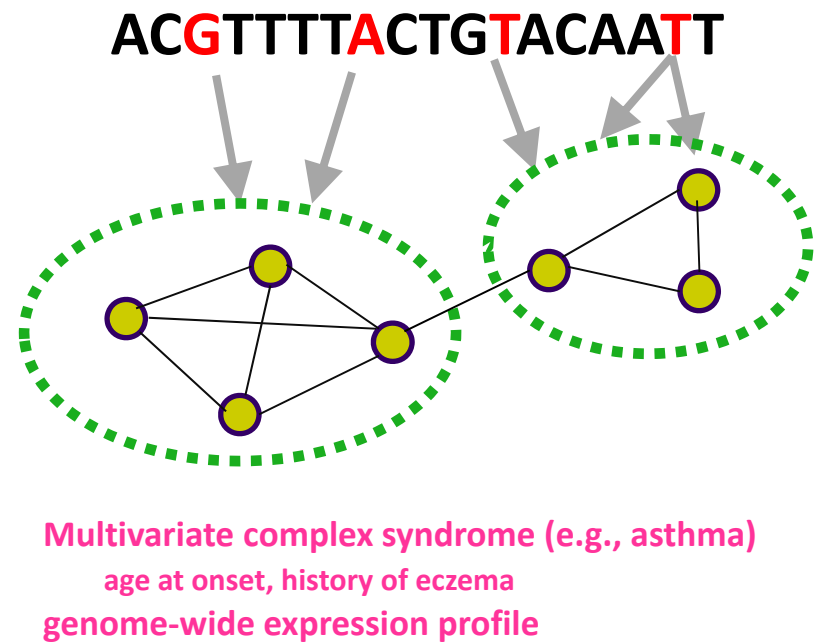 ACGTTTTACTGTACAATT
Multivariate complex syndrome (e.g., asthma)
age at onset, history of eczema
genome-wide expression profile